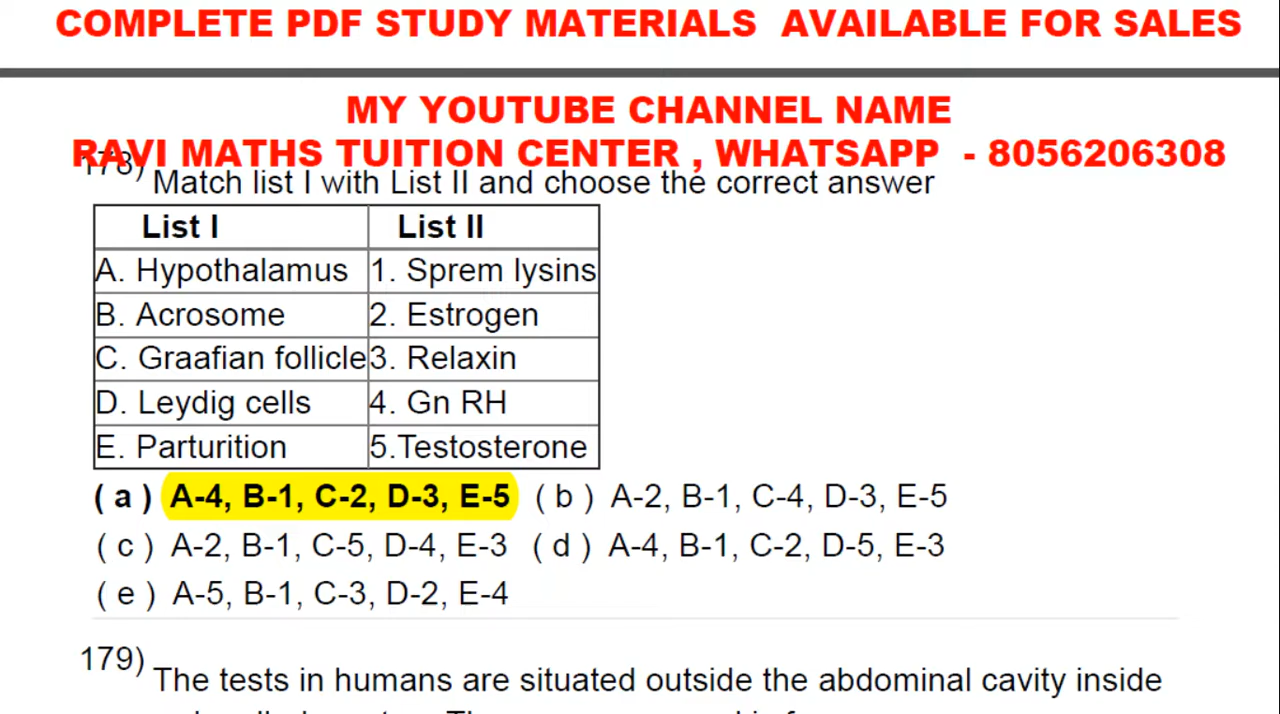 COMPLETE PDF STUDY MATERIALS AVAILABLE FOR SALES
MY YOUTUBE CHANNEL NAME
RAVI MATHS TUITION CENTER , WHATSAPP - 8056206308
178)
Match list I with List II and choose the correct answer
List I List II
A. Hypothalamus 1. Sprem lysins
B. Acrosome 2. Estrogen
C. Graafian follicle 3. Relaxin
D. Leydig cells 4. Gn RH
E. Parturition 5.Testosterone
( a ) A-4, B-1, C-2, D-3, E-5 ( b ) A-2, B-1, C-4, D-3, E-5
( c ) A-2, B-1, C-5, D-4, E-3 ( d ) A-4, B-1, C-2, D-5, E-3
( e ) A-5, B-1, C-3, D-2, E-4
179)
The tests in humans are situated outside the abdominal cavity inside